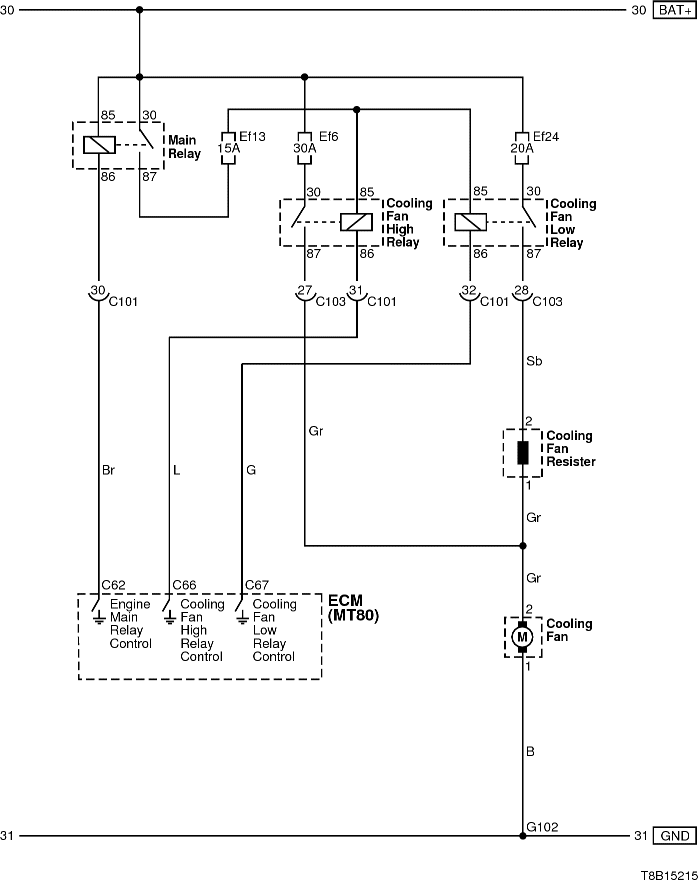 30
30 BAT+
85
30
Main
Relay
86
87
Ef13
15A
Ef6
30A
Ef24
20A
30
85
Cooling
Fan
High
Relay
87
86
85
30
Cooling
Fan
Low
Relay
86
87
30
C101
27
C103
31
C101
32
C101
28
C103
Sb
2
Cooling
Fan
Resister
1
Gr
Gr
Br
L
G
Gr
C62
C66
C67
Engine
Main
Relay
Control
Cooling
Fan
High
Relay
Control
Cooling
Fan
Low
Relay
Control
ECM
(MT80)
2
M
Cooling
Fan
1
B
G102
31
31 GND
T8B15215